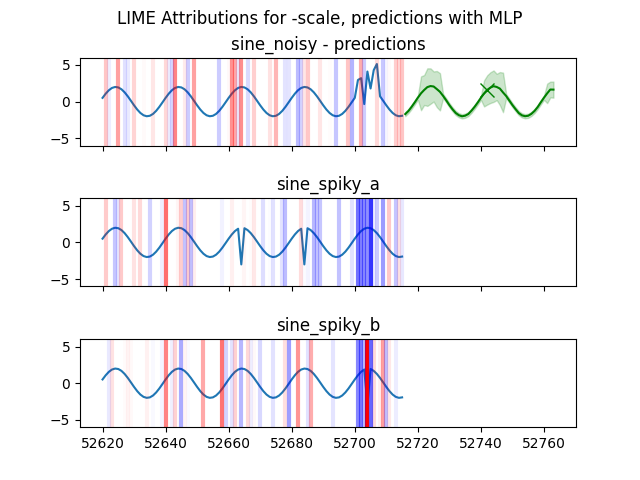 LIME Attributions for -scale, predictions with MLP
sine_noisy - predictions
5
0
−5
sine_spiky_a
5
0
−5
sine_spiky_b
5
0
−5
52620 52640 52660 52680 52700 52720 52740 52760